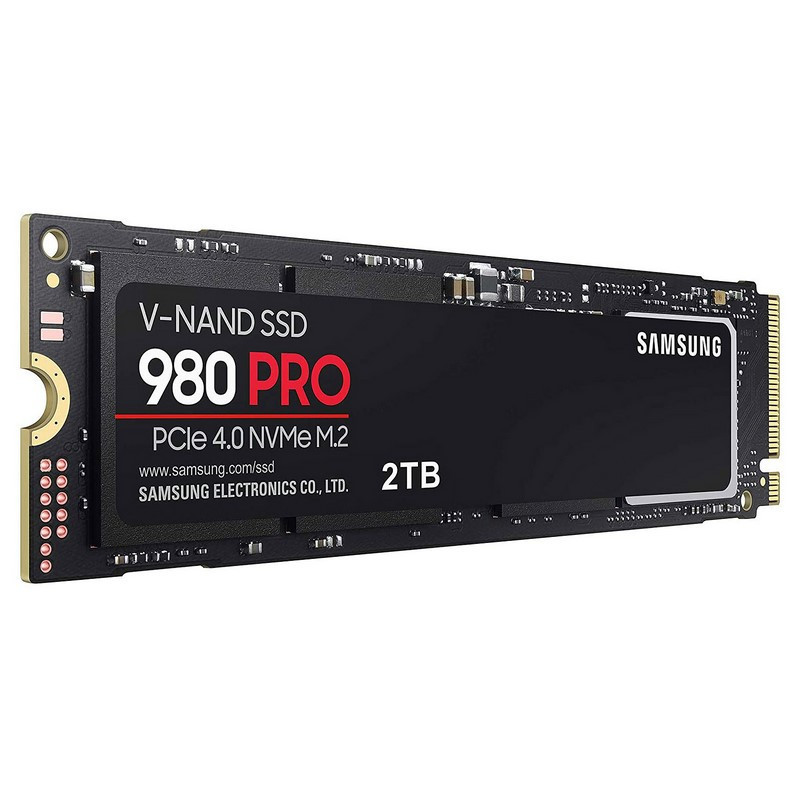 V-NAND SSD
980 PRO
PCIe 4.0 NVMe M.2
www.samsung.com/ssd
SAMSUNG ELECTRONICS CO., LTD.
2TB
SAMSUNG